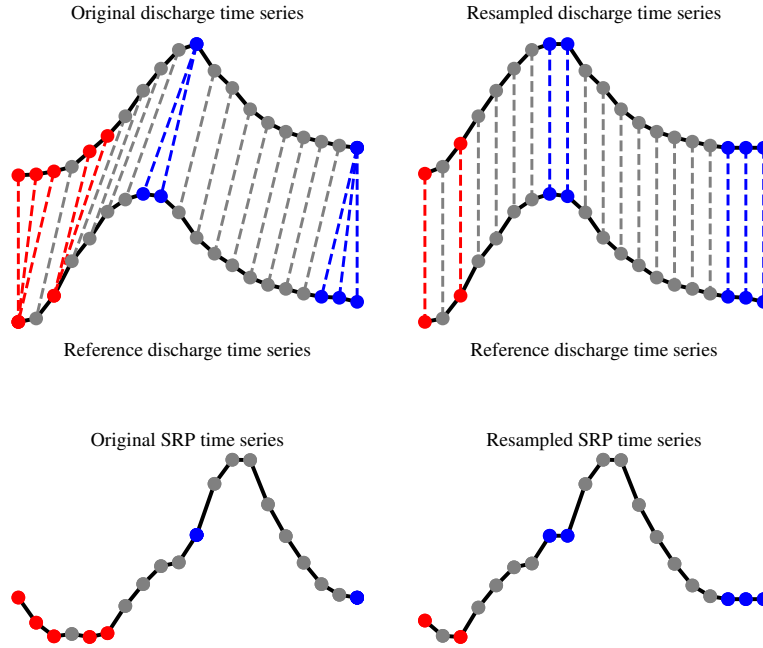 Original discharge time series
Resampled discharge time series
Reference discharge time series
Reference discharge time series
Original SRP time series
Resampled SRP time series